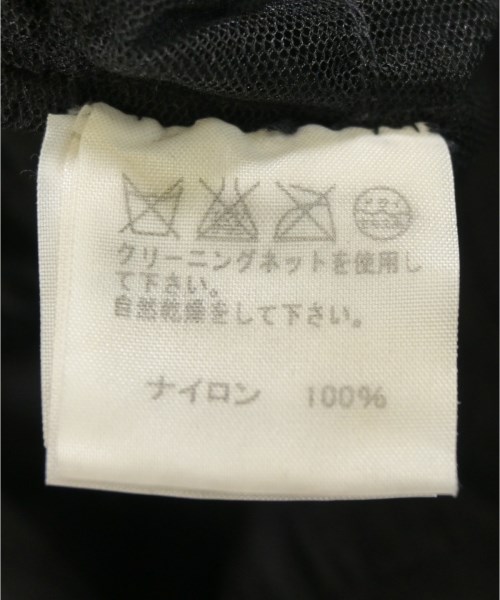 クリーニングネットを使用し
て下さい。
自然乾燥をして下さい。
ナイロン 100%